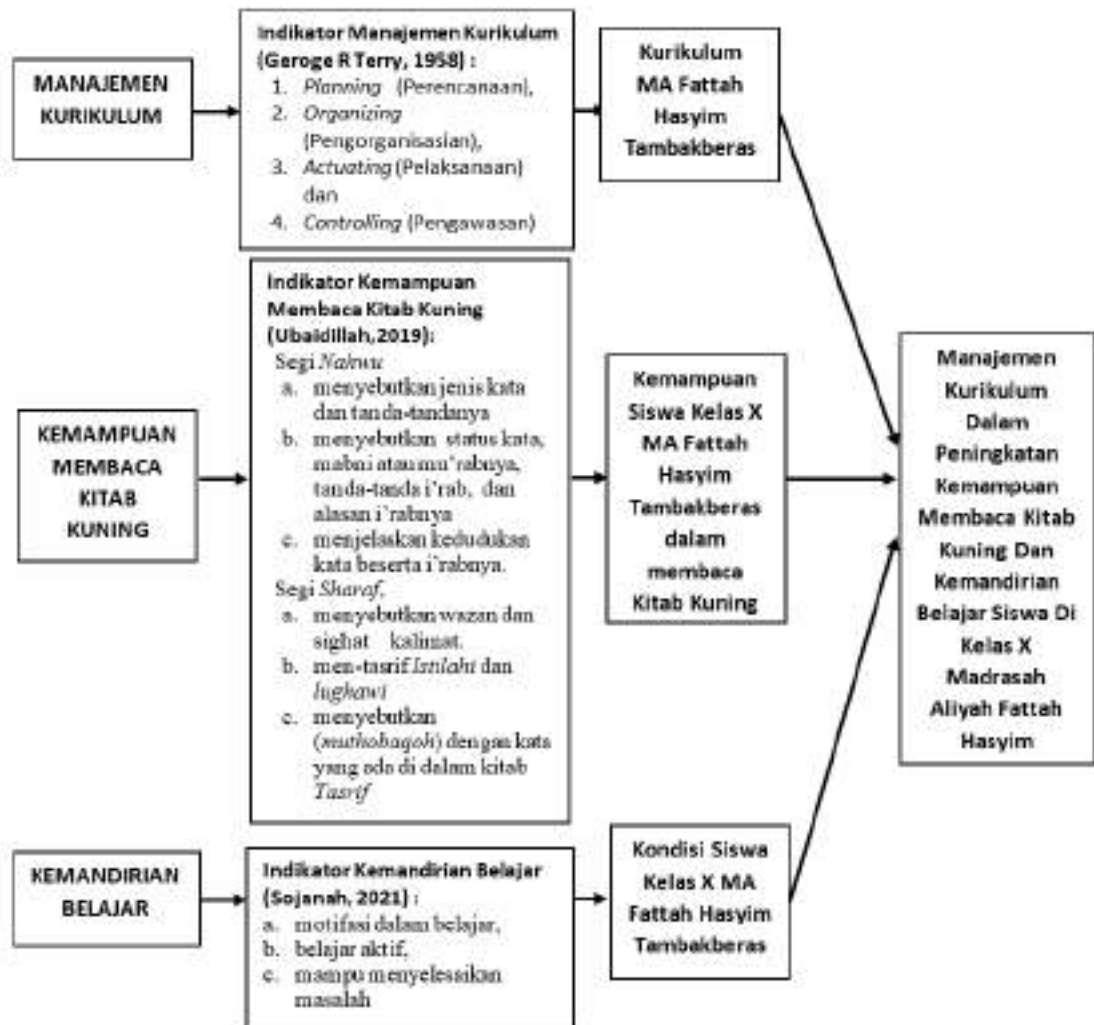 MANAJEMEN
KURIKULUM
Indikator Manajemen Kurikulum
(Geroge R Terry, 1958) :
1. Planning (Perencanaan),
2. Organizing
(Pengorganisasian),
3. Actuating (Pelaksanaan)
dan
4. Controlling (Pengawasan)
Kurikulum
MA Fattah
Hasyim
Tambakberas
KEMAMPUAN
MEMBACA
KITAB
KUNING
Indikator Kemampuan
Membaca Kitab Kuning
(Ubaidillah,2019):
Segi Nahwu
a. menyebutkan jenis kata
dan tanda-tandanya
b. menyebutkan status kata,
mabni atau mu'rabnya,
tanda-tanda i'rab, dan
alasan i'rabnya
c. menjelaskan kedudukan
kata beserta i'rabnya.
Segi Sharaf,
a. menyebutkan wazan dan
sighat kalimat.
b. men-tasrif Istilahi dan
lughawi
c. menyebutkan
(muthobaqoh) dengan kata
yang ada di dalam kitab
Tasrif
Kemampuan
Siswa Kelas X
MA Fattah
Hasyim
Tambakberas
dalam
membaca
Kitab Kuning
KEMANDIRIAN
BELAJAR
Indikator Kemandirian Belajar
(Sojanah, 2021) :
a. motifasi dalam belajar,
b. belajar aktif,
c. mampu menyelessaikan
masalah
Kondisi Siswa
Kelas X MA
Fattah Hasyim
Tambakberas
Manajemen
Kurikulum
Dalam
Peningkatan
Kemampuan
Membaca Kitab
Kuning Dan
Kemandirian
Belajar Siswa Di
Kelas X
Madrasah
Aliyah Fattah
Hasyim